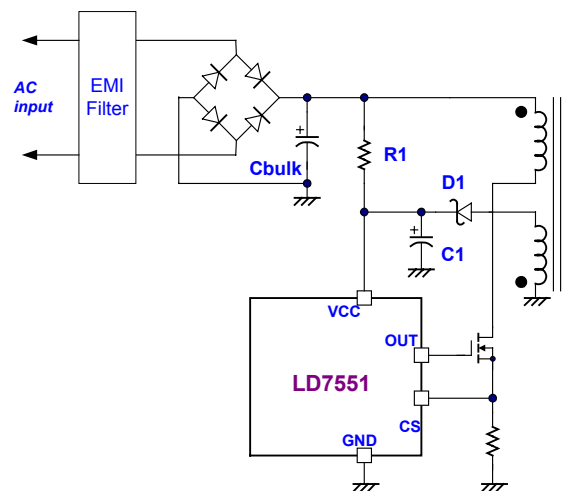 AC
input
EMI
Filter
+
Cbulk
R1
D1
+
C1
VCC
OUT
LD7551
CS
GND